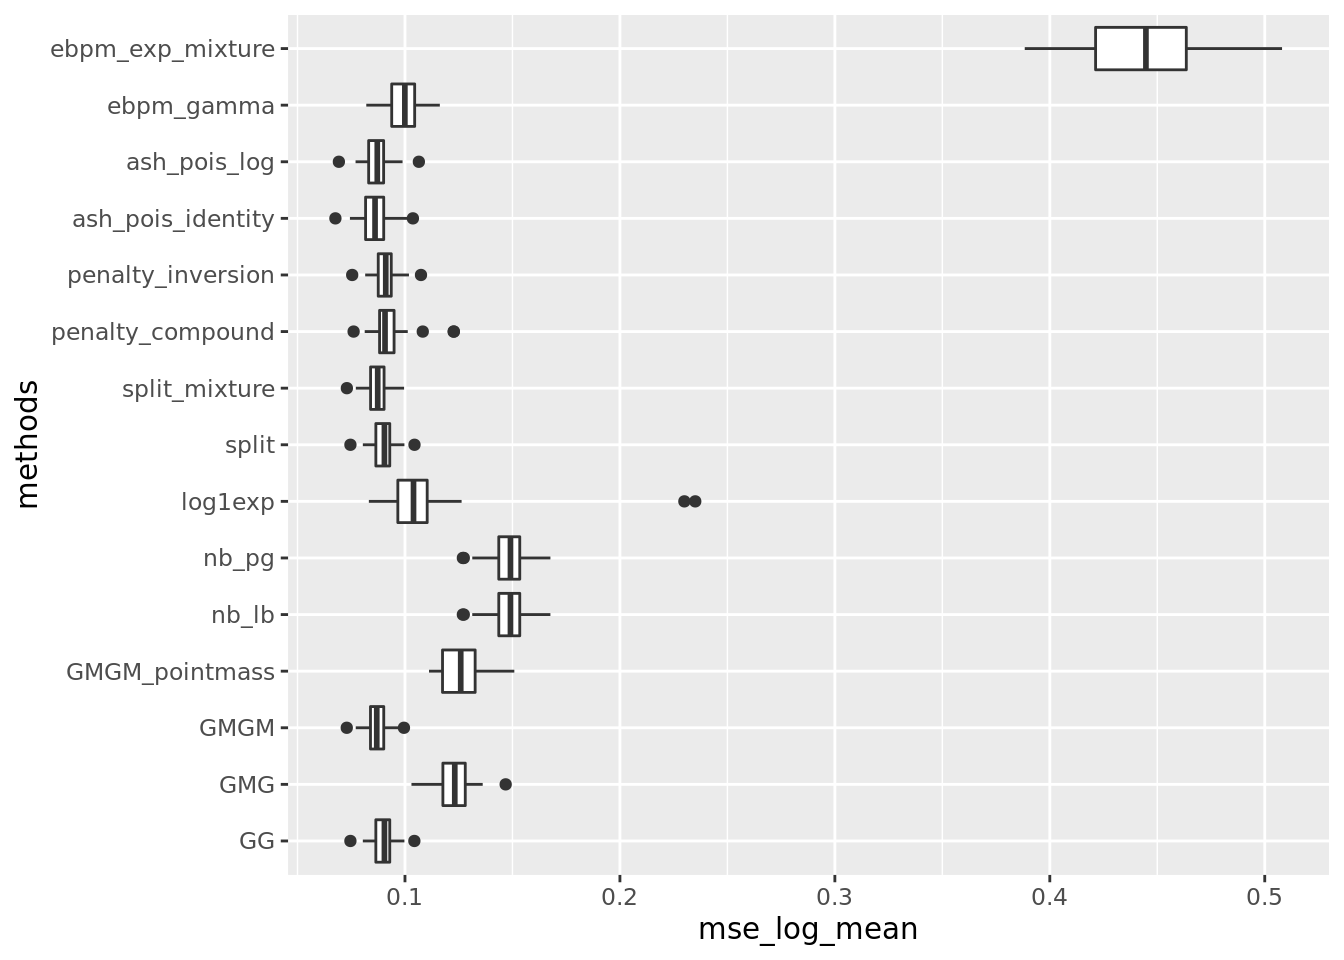 ebpm_exp_mixture
ebpm_gamma
ash_pois_log
ash_pois_identity
penalty_inversion
penalty_compound
split_mixture
split
log1exp
nb_pg
nb_lb
GMGM_pointmass
GMGM
GMG
GG
methods
0.1 0.2 0.3 0.4 0.5
mse_log_mean